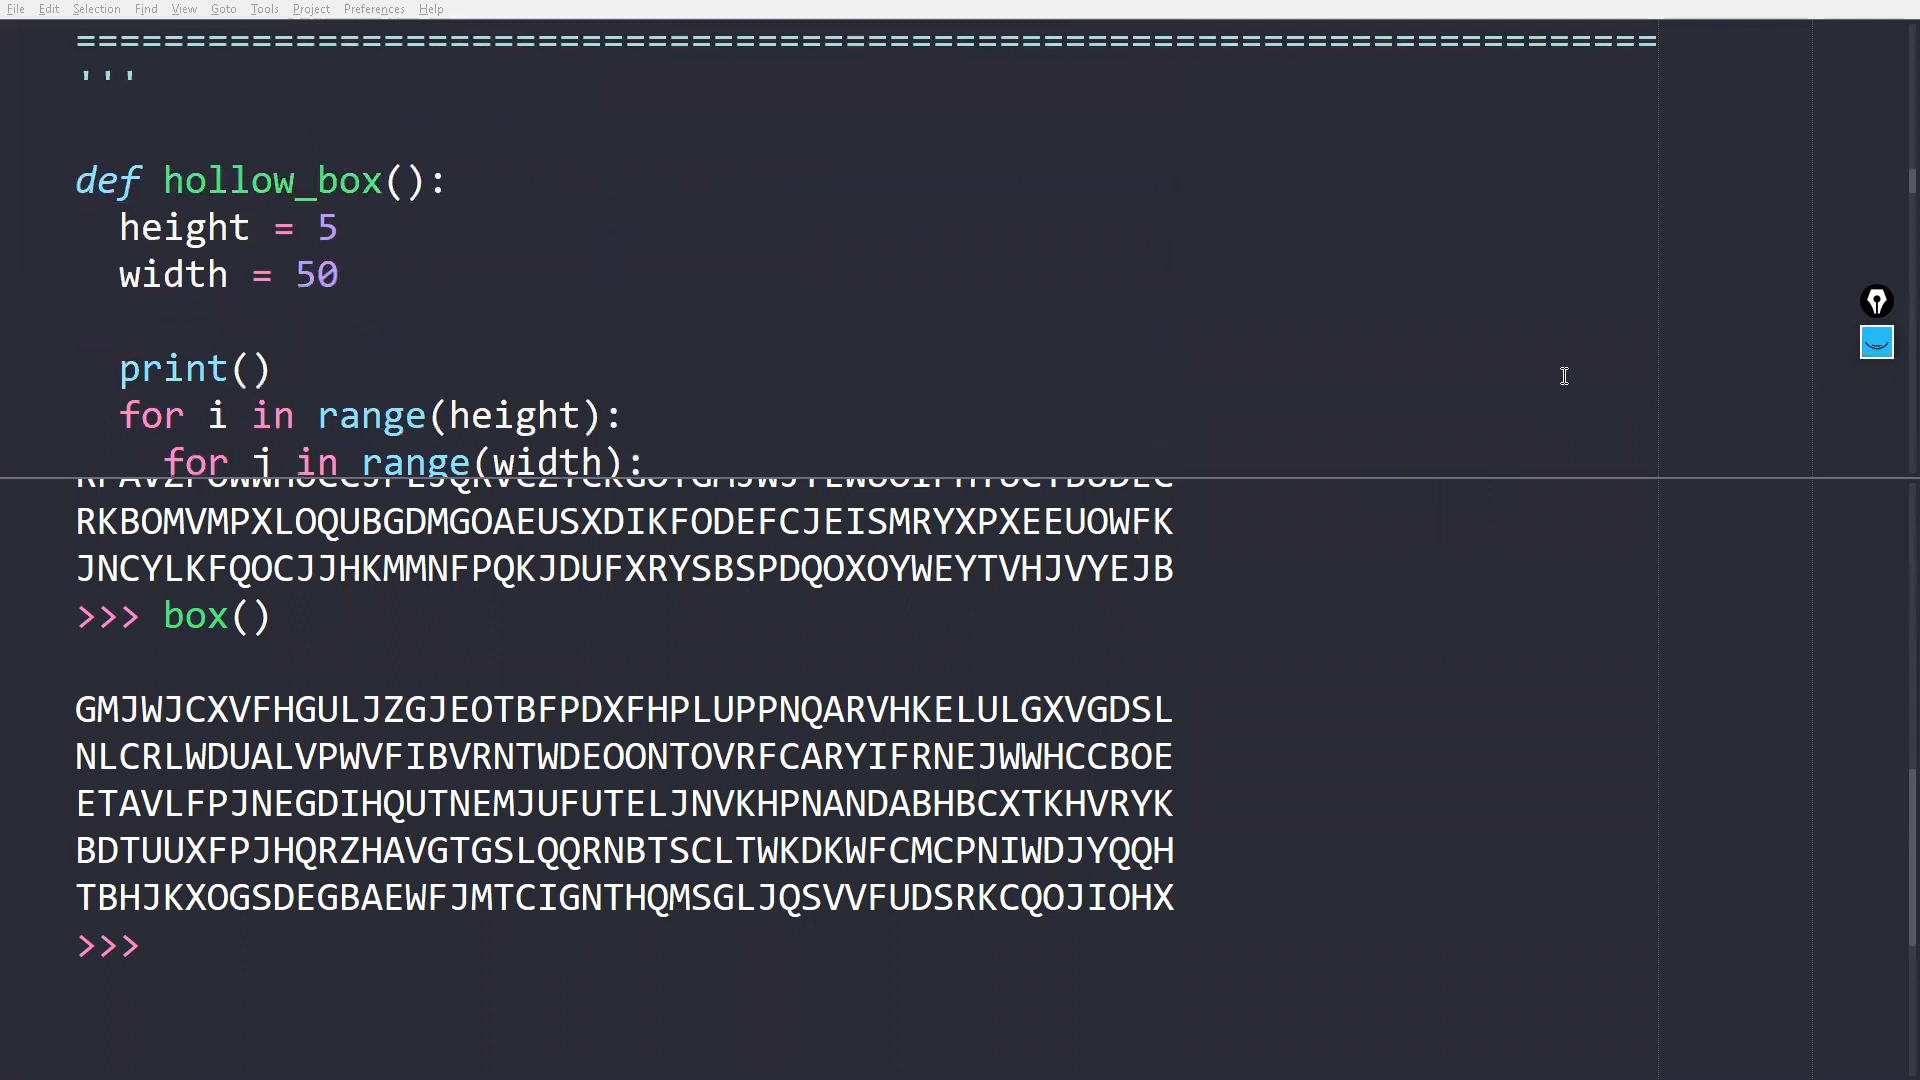 File Edit Selection Find View Goto Tools Project Preferences Help
========================================================================
'''
def hollow_box():
  height = 5
  width = 50
  print()
  for i in range(height):
    for j in range(width):
RKBOMVMPXLOQUBGDMGOAEUSXDIKFODEFCJEISMRYXPXEEUOWFK
JNCYLKFQOCJJHKMMNFPQKJDUFXRYSBSPDQOXOYWEYTVHJVYEJB
>>> box()
GMJWJCXVFHGULJZGJEOTBFPDXFHPLUPPNQARVHKELULGXVGDSL
NLCRLWDUALVPWVFIBVRNTWDEOONTOVRFCARYIFRNEJWWHCCBOE
ETAVLFPJNEGDIHQUTNEMJUFUTELJNVKHPNANDABHBCXTKHVRYK
BDTUUXFPJHQRZHAVGTGSLQQRNBTSCLTWKDKWFCMCPNIWDJYQQH
TBHJKXOGSDEGBAEWFJMTCIGNTHQMSGLJQSVVFUDSRKCQOJIOHX
>>>